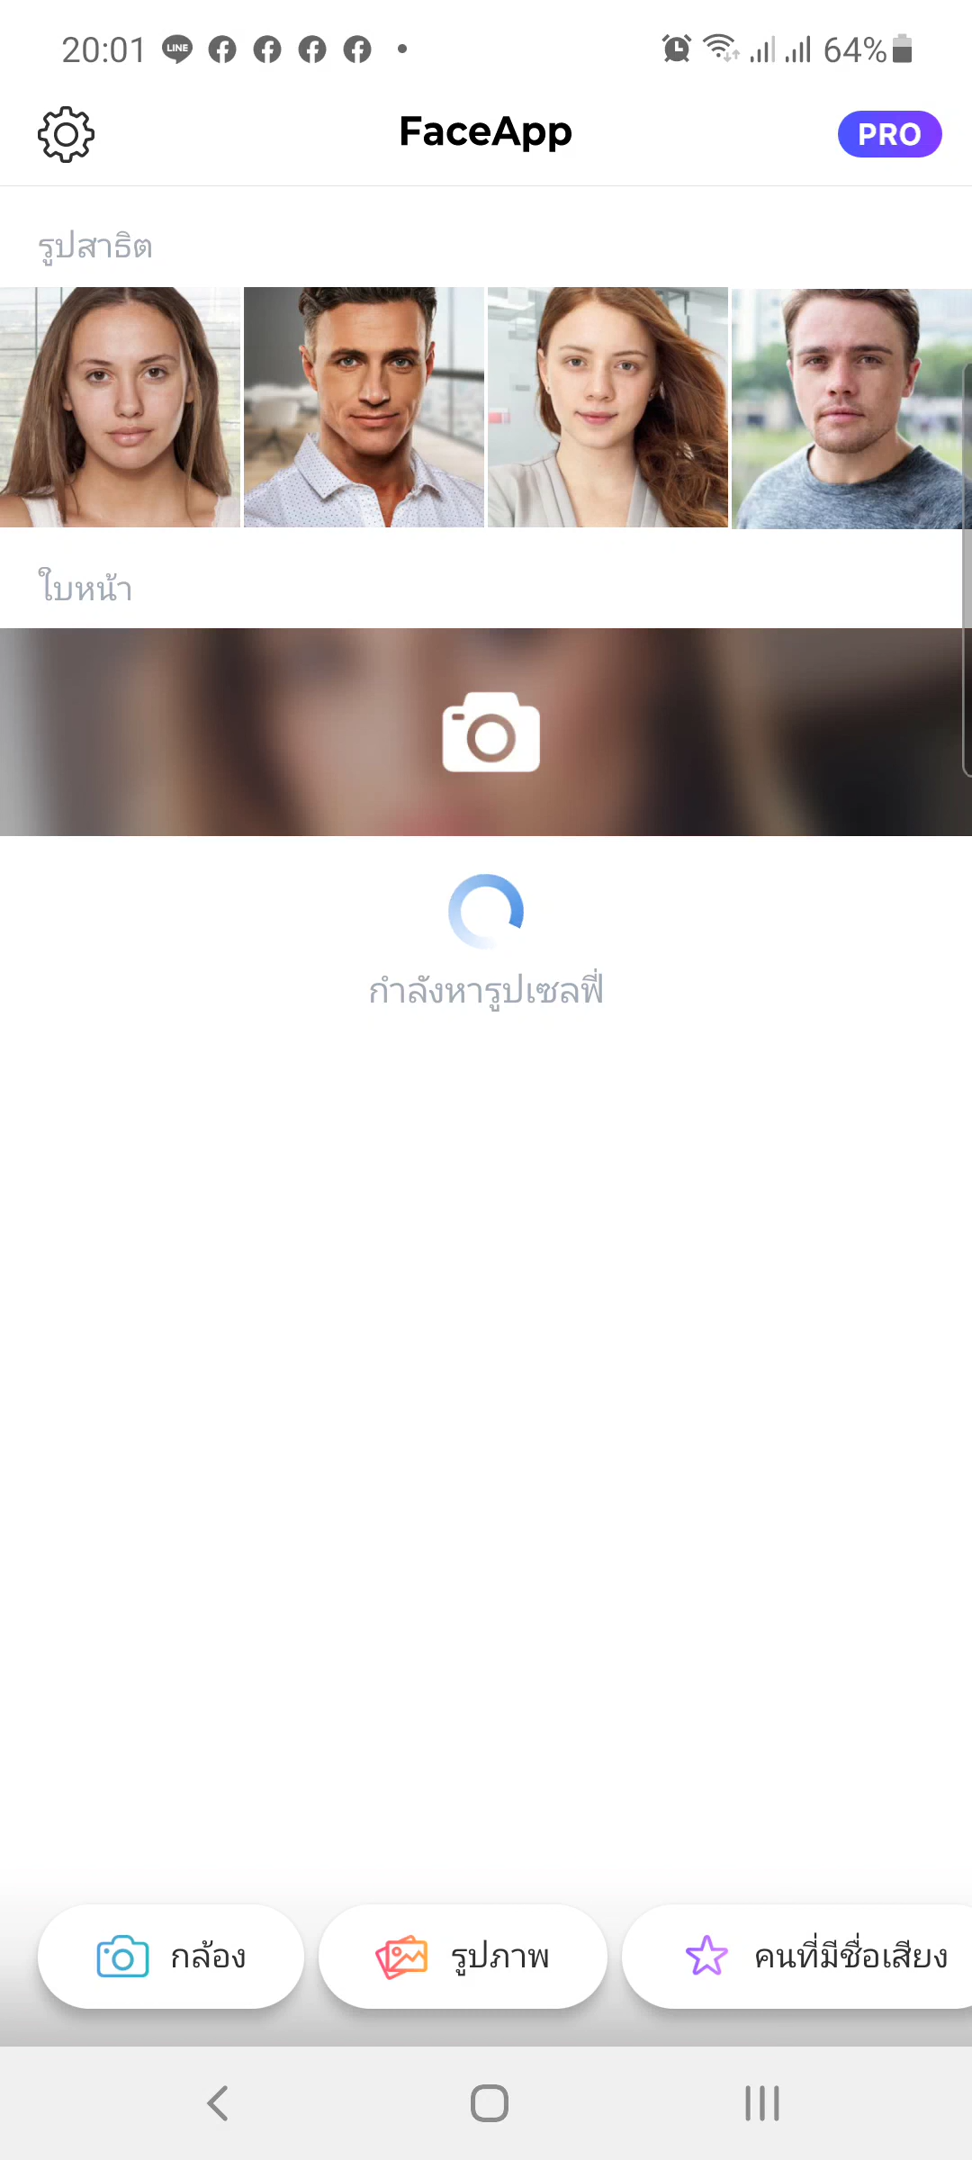 20:01 LINE 64%
FaceApp PRO
รูปสาธิต
ใบหน้า
กำลังหารูปเซลฟี่
กล้อง รูปภาพ คนที่มีชื่อเสียง